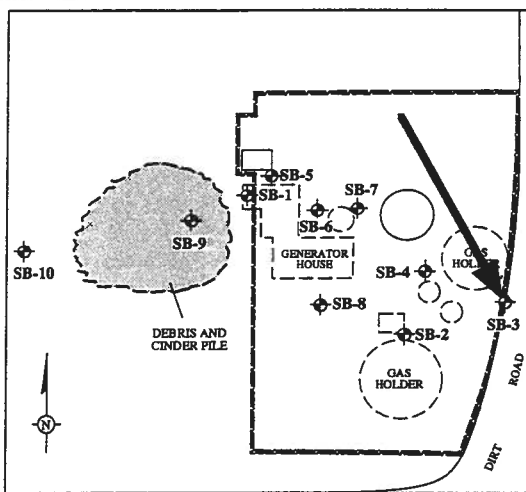 SB-5
SB-1
SB-7
SB-6
SB-9
GENERATOR
HOUSE
GAS
HOLDER
SB-10
SB-4
SB-8
SB-3
SB-2
DEBRIS AND
CINDER PILE
GAS
HOLDER
ROAD
DIRT
N